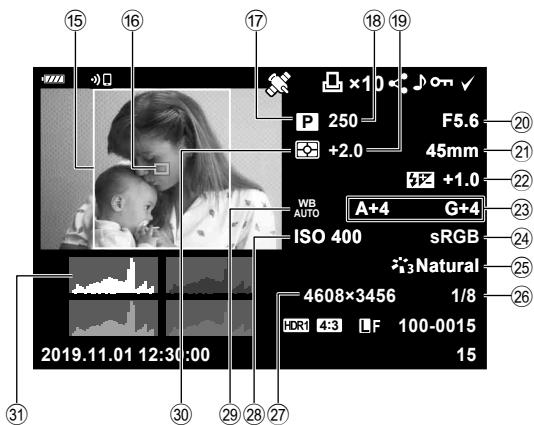 ⑮ ⑯ ⑰ ⑱ ⑲
×10
P 250 F5.6 ⑳
+2.0 45mm ㉑
+1.0 ㉒
WB AUTO A+4 G+4 ㉓
ISO 400 sRGB ㉔
3 Natural ㉕
4608×3456 1/8 ㉖
HDR1 4:3 LF 100-0015
2019.11.01 12:30:00 15
㉛ ㉚ ㉙ ㉘ ㉗